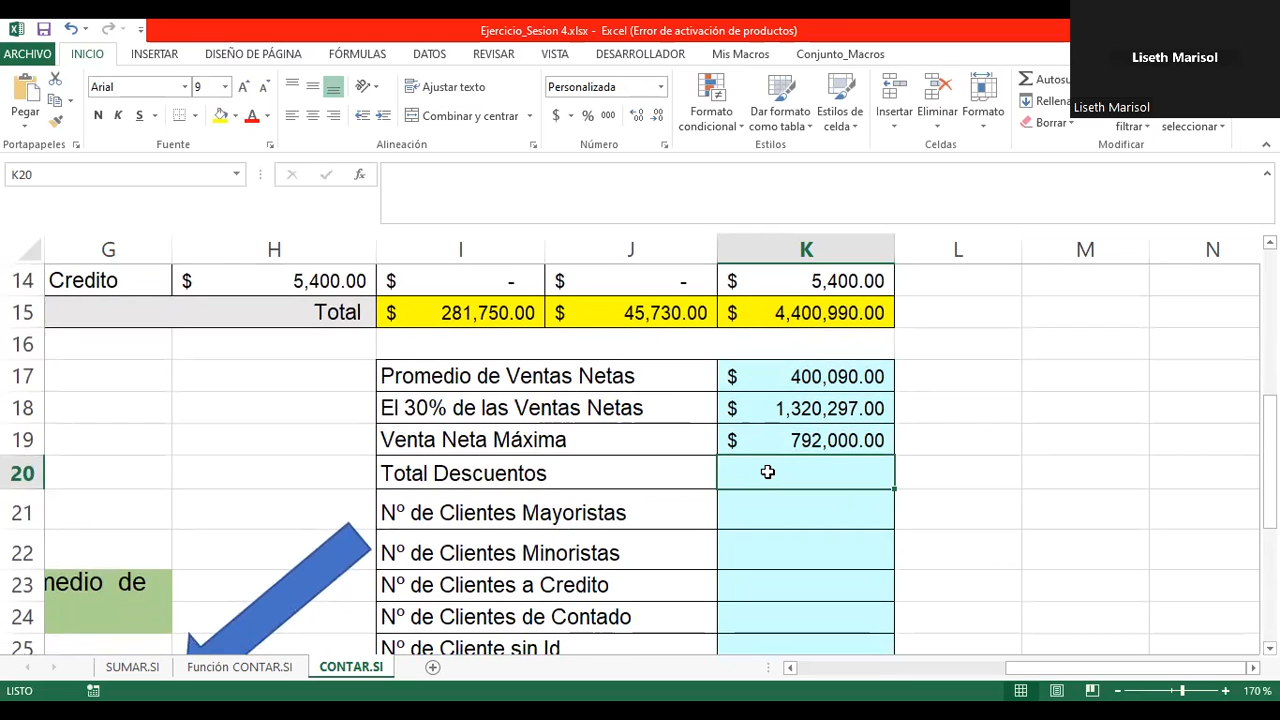 Ejercicio_Sesion 4.xlsx - Excel (Error de activación de productos)
Liseth Marisol
Liseth Marisol
ARCHIVO INICIO INSERTAR DISEÑO DE PÁGINA FÓRMULAS DATOS REVISAR VISTA DESARROLLADOR Mis Macros Conjunto_Macros
Pegar
Arial 9
N K S
Ajustar texto
Combinar y centrar
Personalizada
$ % 000
Formato condicional
Dar formato como tabla
Estilos de celda
Insertar Eliminar Formato
Autosu
Rellena
Borrar
filtrar seleccionar
Portapapeles Fuente Alineación Número Estilos Celdas Modificar
K20
fx
G H I J K L M N
14 Credito $ 5,400.00 $ - $ - $ 5,400.00
15 Total $ 281,750.00 $ 45,730.00 $ 4,400,990.00
16
17 Promedio de Ventas Netas $ 400,090.00
18 El 30% de las Ventas Netas $ 1,320,297.00
19 Venta Neta Máxima $ 792,000.00
20 Total Descuentos
21 Nº de Clientes Mayoristas
22 Nº de Clientes Minoristas
23 medio de Nº de Clientes a Credito
24 Nº de Clientes de Contado
25 Nº de Cliente sin Id
SUMAR.SI Función CONTAR.SI CONTAR.SI
LISTO 170 %